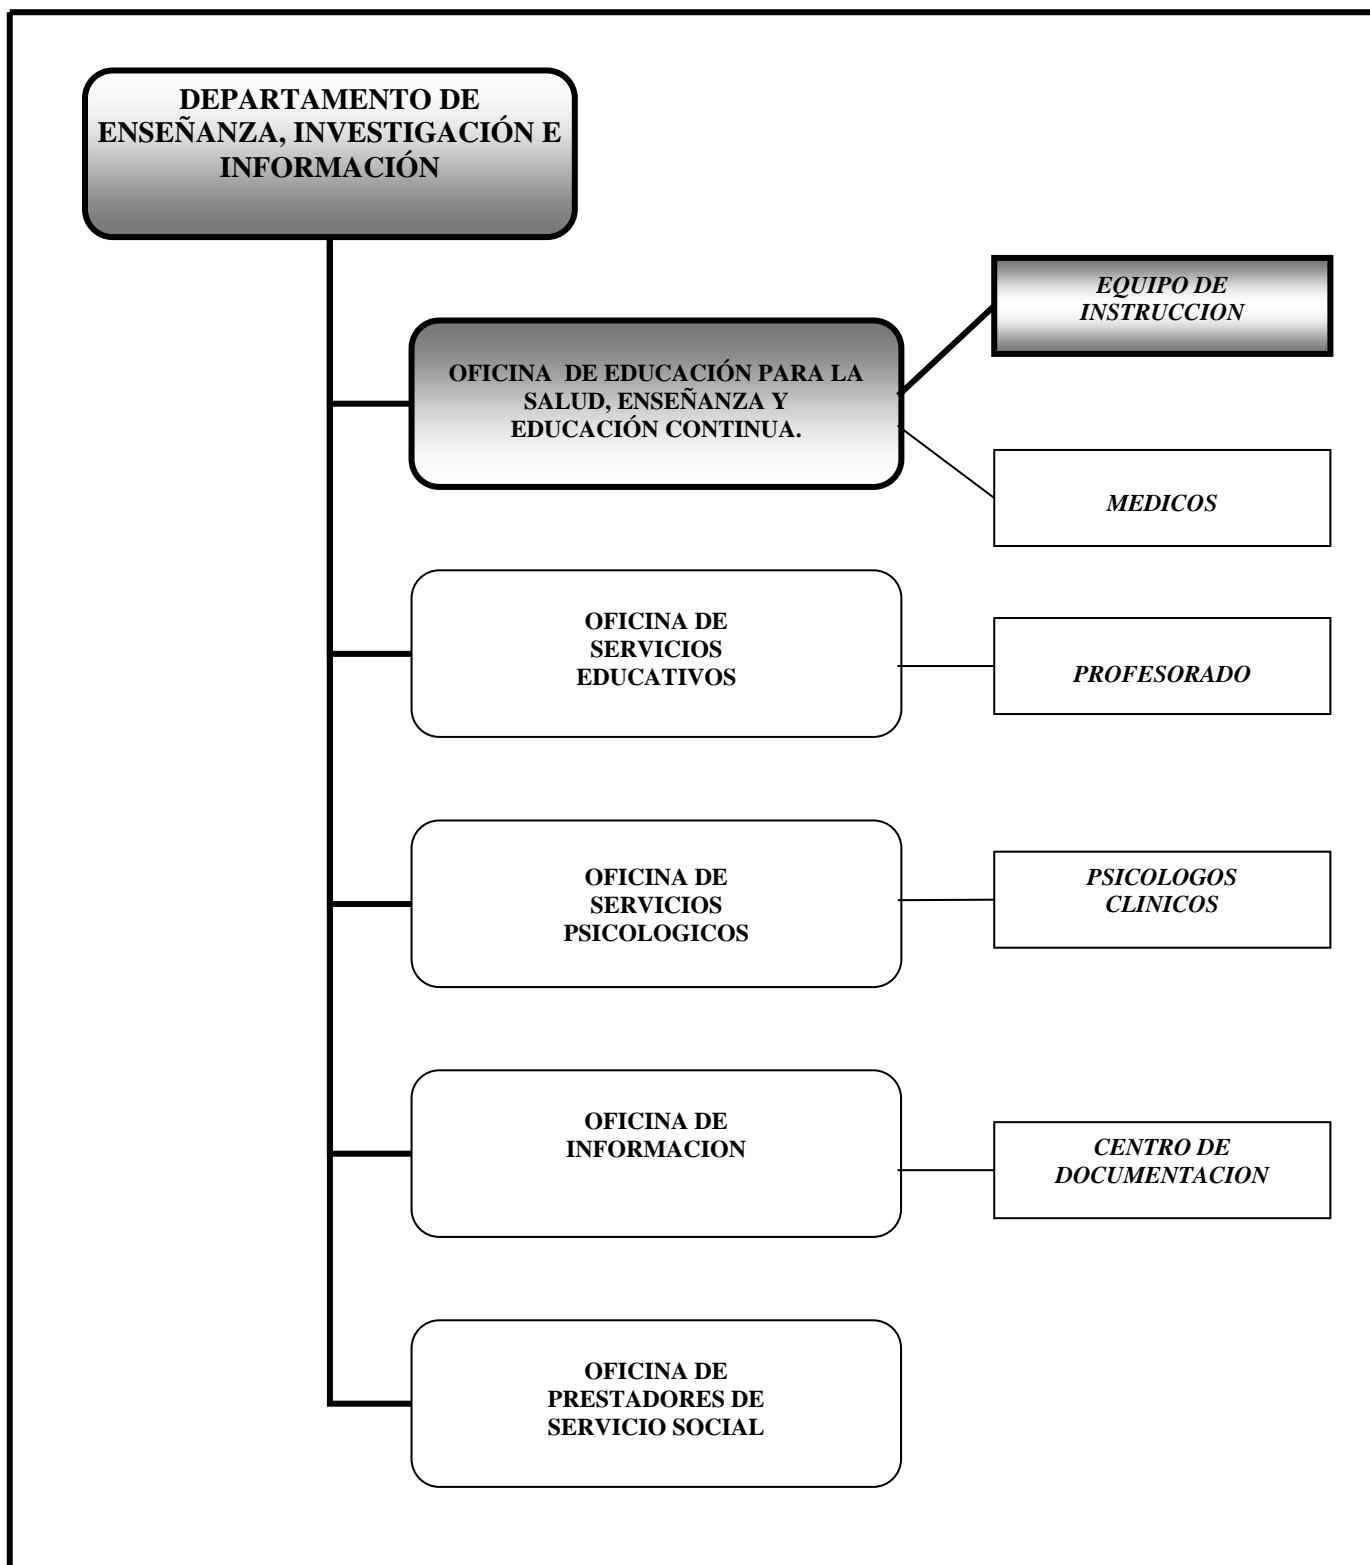 DEPARTAMENTO DE
ENSEÑANZA, INVESTIGACIÓN E
INFORMACIÓN
EQUIPO DE
INSTRUCCION
OFICINA DE EDUCACIÓN PARA LA
SALUD, ENSEÑANZA Y
EDUCACIÓN CONTINUA.
MEDICOS
OFICINA DE
SERVICIOS
EDUCATIVOS
PROFESORADO
OFICINA DE
SERVICIOS
PSICOLOGICOS
PSICOLOGOS
CLINICOS
OFICINA DE
INFORMACION
CENTRO DE
DOCUMENTACION
OFICINA DE
PRESTADORES DE
SERVICIO SOCIAL